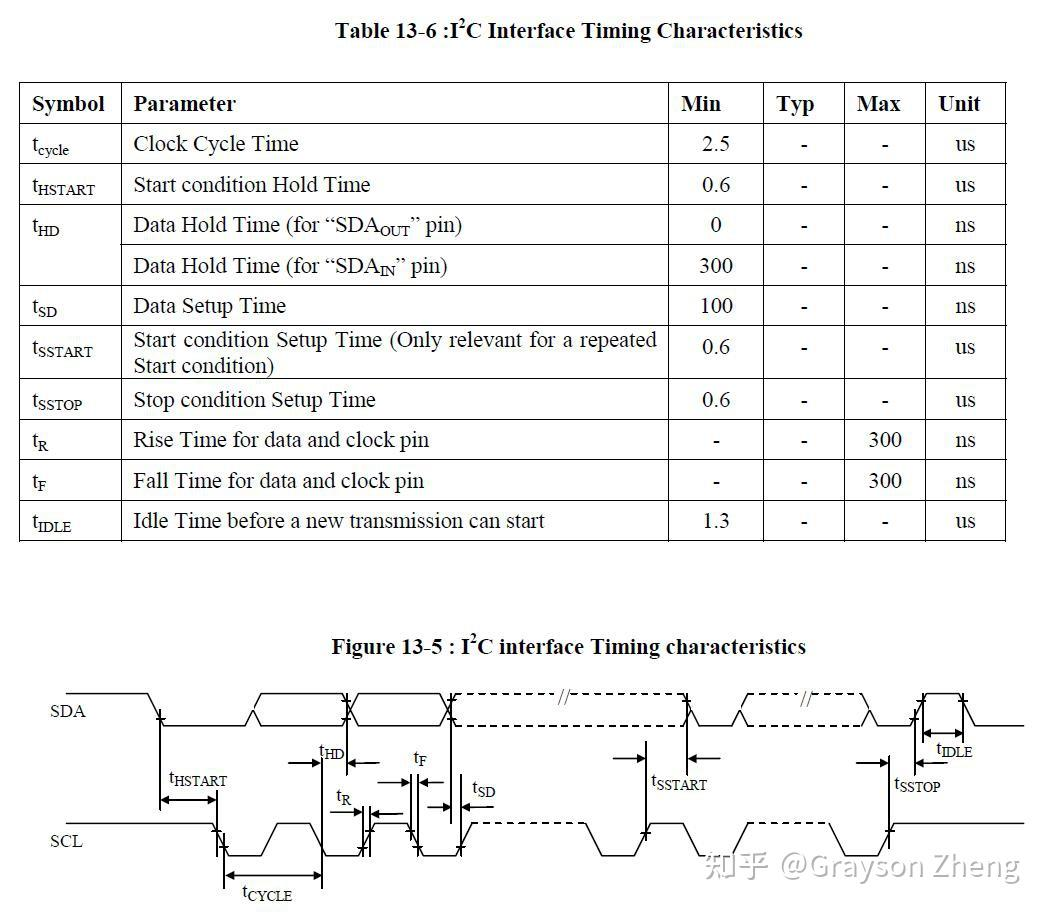 Table 13-6 :I²C Interface Timing Characteristics
Symbol Parameter Min Typ Max Unit
tcycle Clock Cycle Time 2.5 - - us
tHSTART Start condition Hold Time 0.6 - - us
tHD Data Hold Time (for “SDAOUT” pin) 0 - - ns
Data Hold Time (for “SDAIN” pin) 300 - - ns
tSD Data Setup Time 100 - - ns
tSSTART Start condition Setup Time (Only relevant for a repeated 0.6 - - us
Start condition)
tSSTOP Stop condition Setup Time 0.6 - - us
tR Rise Time for data and clock pin - - 300 ns
tF Fall Time for data and clock pin - - 300 ns
tIDLE Idle Time before a new transmission can start 1.3 - - us
Figure 13-5 : I²C interface Timing characteristics
SDA
tHD tF tIDLE
tHSTART tR tSD tSSTART tSSTOP
SCL
tCYCLE
知乎 @Grayson Zheng